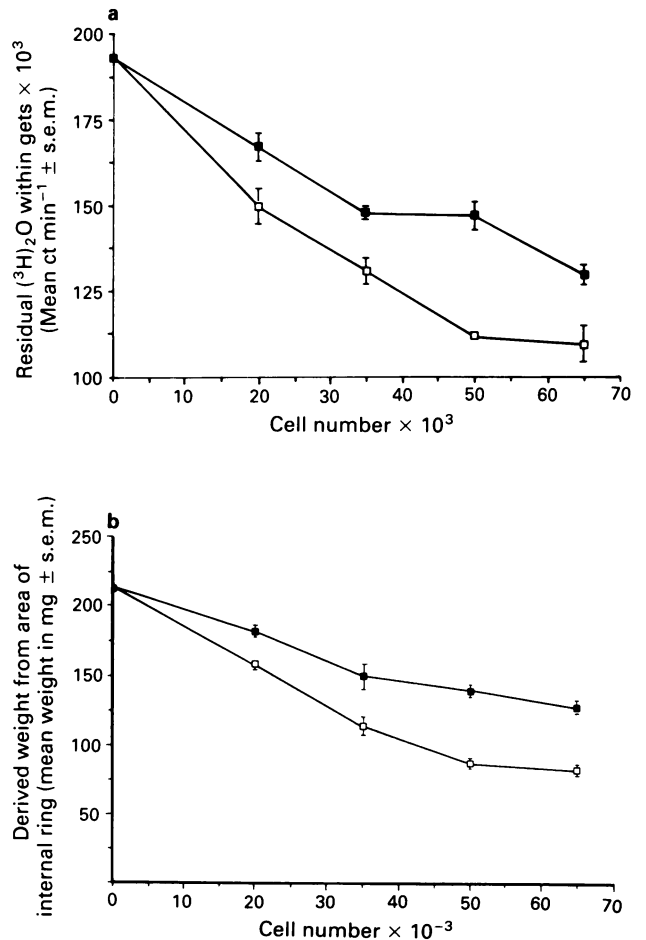 a
Residual (³H)₂O within gets × 10³
(Mean ct min⁻¹ ± s.e.m.)
200
175
150
125
100
0 10 20 30 40 50 60 70
Cell number × 10³
b
Derived weight from area of
internal ring (mean weight in mg ± s.e.m.)
250
200
150
100
50
0 10 20 30 40 50 60 70
Cell number × 10⁻³